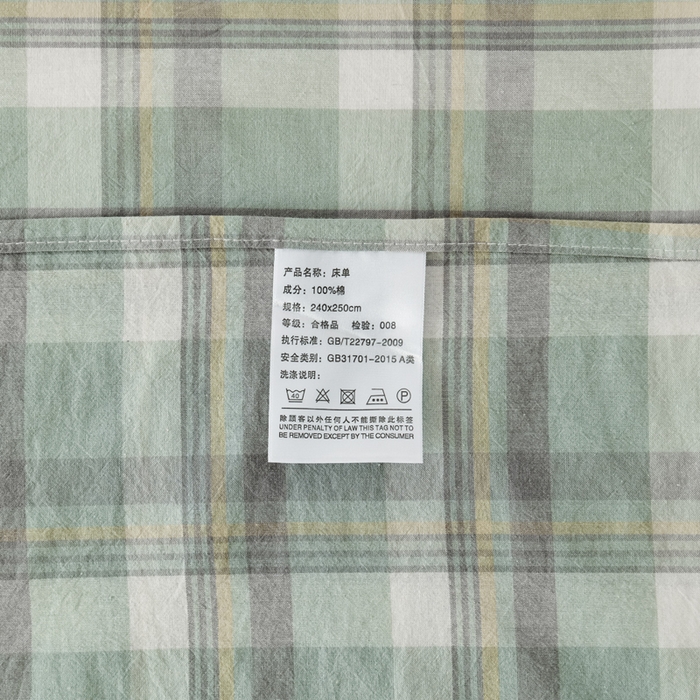 产品名称：床单
成分：100%棉
规格：240x250cm
等级：合格品 检验：008
执行标准：GB/T22797-2009
安全类别：GB31701-2015 A类
洗涤说明：
40 P
除顾客以外任何人不能撕除此标签
UNDER PENALTY OF LAW THIS TAG NOT TO
BE REMOVED EXCEPT BY THE CONSUMER